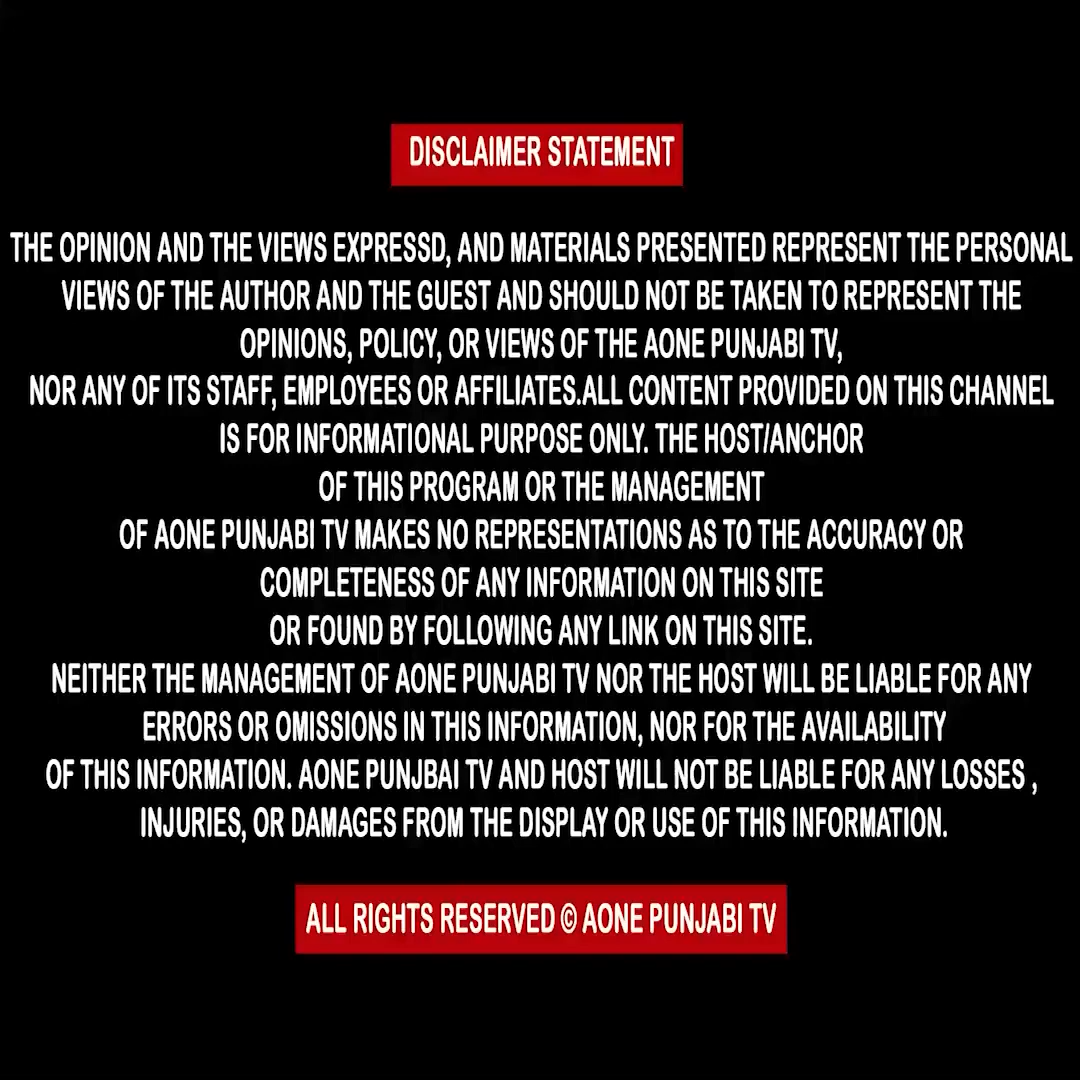 DISCLAIMER STATEMENT
THE OPINION AND THE VIEWS EXPRESSD, AND MATERIALS PRESENTED REPRESENT THE PERSONAL
VIEWS OF THE AUTHOR AND THE GUEST AND SHOULD NOT BE TAKEN TO REPRESENT THE
OPINIONS, POLICY, OR VIEWS OF THE AONE PUNJABI TV,
NOR ANY OF ITS STAFF, EMPLOYEES OR AFFILIATES.ALL CONTENT PROVIDED ON THIS CHANNEL
IS FOR INFORMATIONAL PURPOSE ONLY. THE HOST/ANCHOR
OF THIS PROGRAM OR THE MANAGEMENT
OF AONE PUNJABI TV MAKES NO REPRESENTATIONS AS TO THE ACCURACY OR
COMPLETENESS OF ANY INFORMATION ON THIS SITE
OR FOUND BY FOLLOWING ANY LINK ON THIS SITE.
NEITHER THE MANAGEMENT OF AONE PUNJABI TV NOR THE HOST WILL BE LIABLE FOR ANY
ERRORS OR OMISSIONS IN THIS INFORMATION, NOR FOR THE AVAILABILITY
OF THIS INFORMATION. AONE PUNJBAI TV AND HOST WILL NOT BE LIABLE FOR ANY LOSSES ,
INJURIES, OR DAMAGES FROM THE DISPLAY OR USE OF THIS INFORMATION.
ALL RIGHTS RESERVED © AONE PUNJABI TV